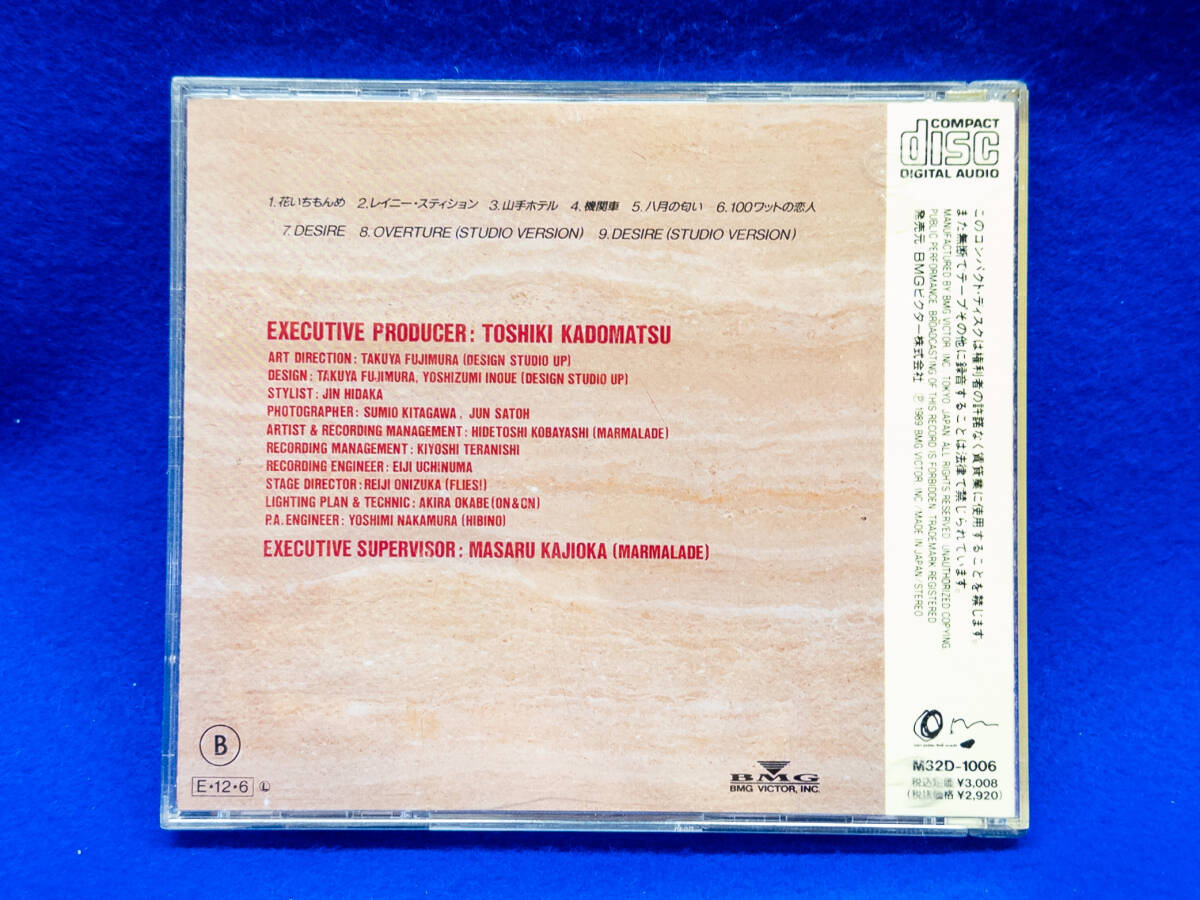 1.花いちもんめ 2.レイニー・スティション 3.山手ホテル 4.機関車 5.八月の匂い 6.100ワットの恋人
7.DESIRE 8.OVERTURE (STUDIO VERSION) 9.DESIRE (STUDIO VERSION)
EXECUTIVE PRODUCER: TOSHIKI KADOMATSU
ART DIRECTION: TAKUYA FUJIMURA (DESIGN STUDIO UP)
DESIGN: TAKUYA FUJIMURA, YOSHIZUMI INOUE (DESIGN STUDIO UP)
STYLIST: JIN HIDAKA
PHOTOGRAPHER: SUMIO KITAGAWA, JUN SATOH
ARTIST & RECORDING MANAGEMENT: HIDETOSHI KOBAYASHI (MARMALADE)
RECORDING MANAGEMENT: KIYOSHI TERANISHI
RECORDING ENGINEER: EIJI UCHINUMA
STAGE DIRECTOR: REIJI ONIZUKA (FLIES!)
LIGHTING PLAN & TECHNIC: AKIRA OKABE (ON&ON)
P.A. ENGINEER: YOSHIMI NAKAMURA (HIBINO)
EXECUTIVE SUPERVISOR: MASARU KAJIOKA (MARMALADE)
B
E・12・6 Ⓛ
BMG
BMG VICTOR, INC.
COMPACT
disc
DIGITAL AUDIO
このコンパクト・ディスクは権利者の許諾なく賃貸業に使用することを禁じます。
また無断でテープその他に録音することは法律で禁じられています。
MANUFACTURED BY BMG VICTOR, INC. TOKYO, JAPAN. ALL RIGHTS RESERVED. UNAUTHORIZED COPYING.
PUBLIC PERFORMANCE. BROADCASTING OF THIS RECORD IS FORBIDDEN. TRADEMARK REGISTERED
発売元 BMGビクター株式会社 Ⓟ 1989 BMG VICTOR, INC./MADE IN JAPAN/STEREO
M32D-1006
税込定価 ¥3,008
(税抜価格 ¥2,920)